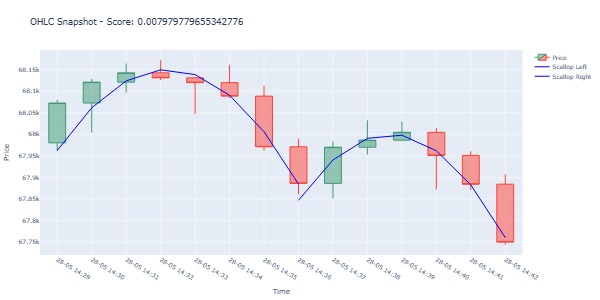 OHLC Snapshot - Score: 0.007979779655342776
Price
Scallop Left
Scallop Right
68.15k
68.1k
68.05k
68k
67.95k
67.9k
67.85k
67.8k
67.75k
Price
28-05 14:29
28-05 14:30
28-05 14:31
28-05 14:32
28-05 14:33
28-05 14:34
28-05 14:35
28-05 14:36
28-05 14:37
28-05 14:38
28-05 14:39
28-05 14:40
28-05 14:41
28-05 14:42
Time